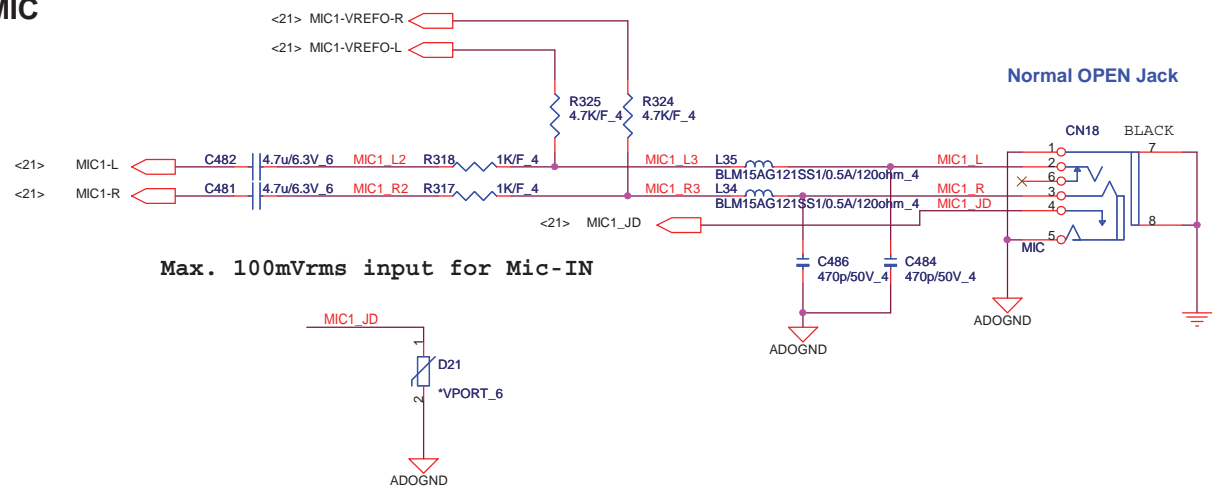 MIC
<21> MIC1-VREFO-R
<21> MIC1-VREFO-L
Normal OPEN Jack
R325
4.7K/F_4
R324
4.7K/F_4
CN18 BLACK
<21> MIC1-L C482 4.7u/6.3V_6 MIC1_L2 R318 1K/F_4 MIC1_L3 L35 MIC1_L
BLM15AG121SS1/0.5A/120ohm_4
<21> MIC1-R C481 4.7u/6.3V_6 MIC1_R2 R317 1K/F_4 MIC1_R3 L34 MIC1_R
BLM15AG121SS1/0.5A/120ohm_4 MIC1_JD
<21> MIC1_JD
1
2
6
3
4
5
7
8
MIC
Max. 100mVrms input for Mic-IN
C486
470p/50V_4
C484
470p/50V_4
ADOGND
ADOGND
MIC1_JD
1
D21
*VPORT_6
2
ADOGND